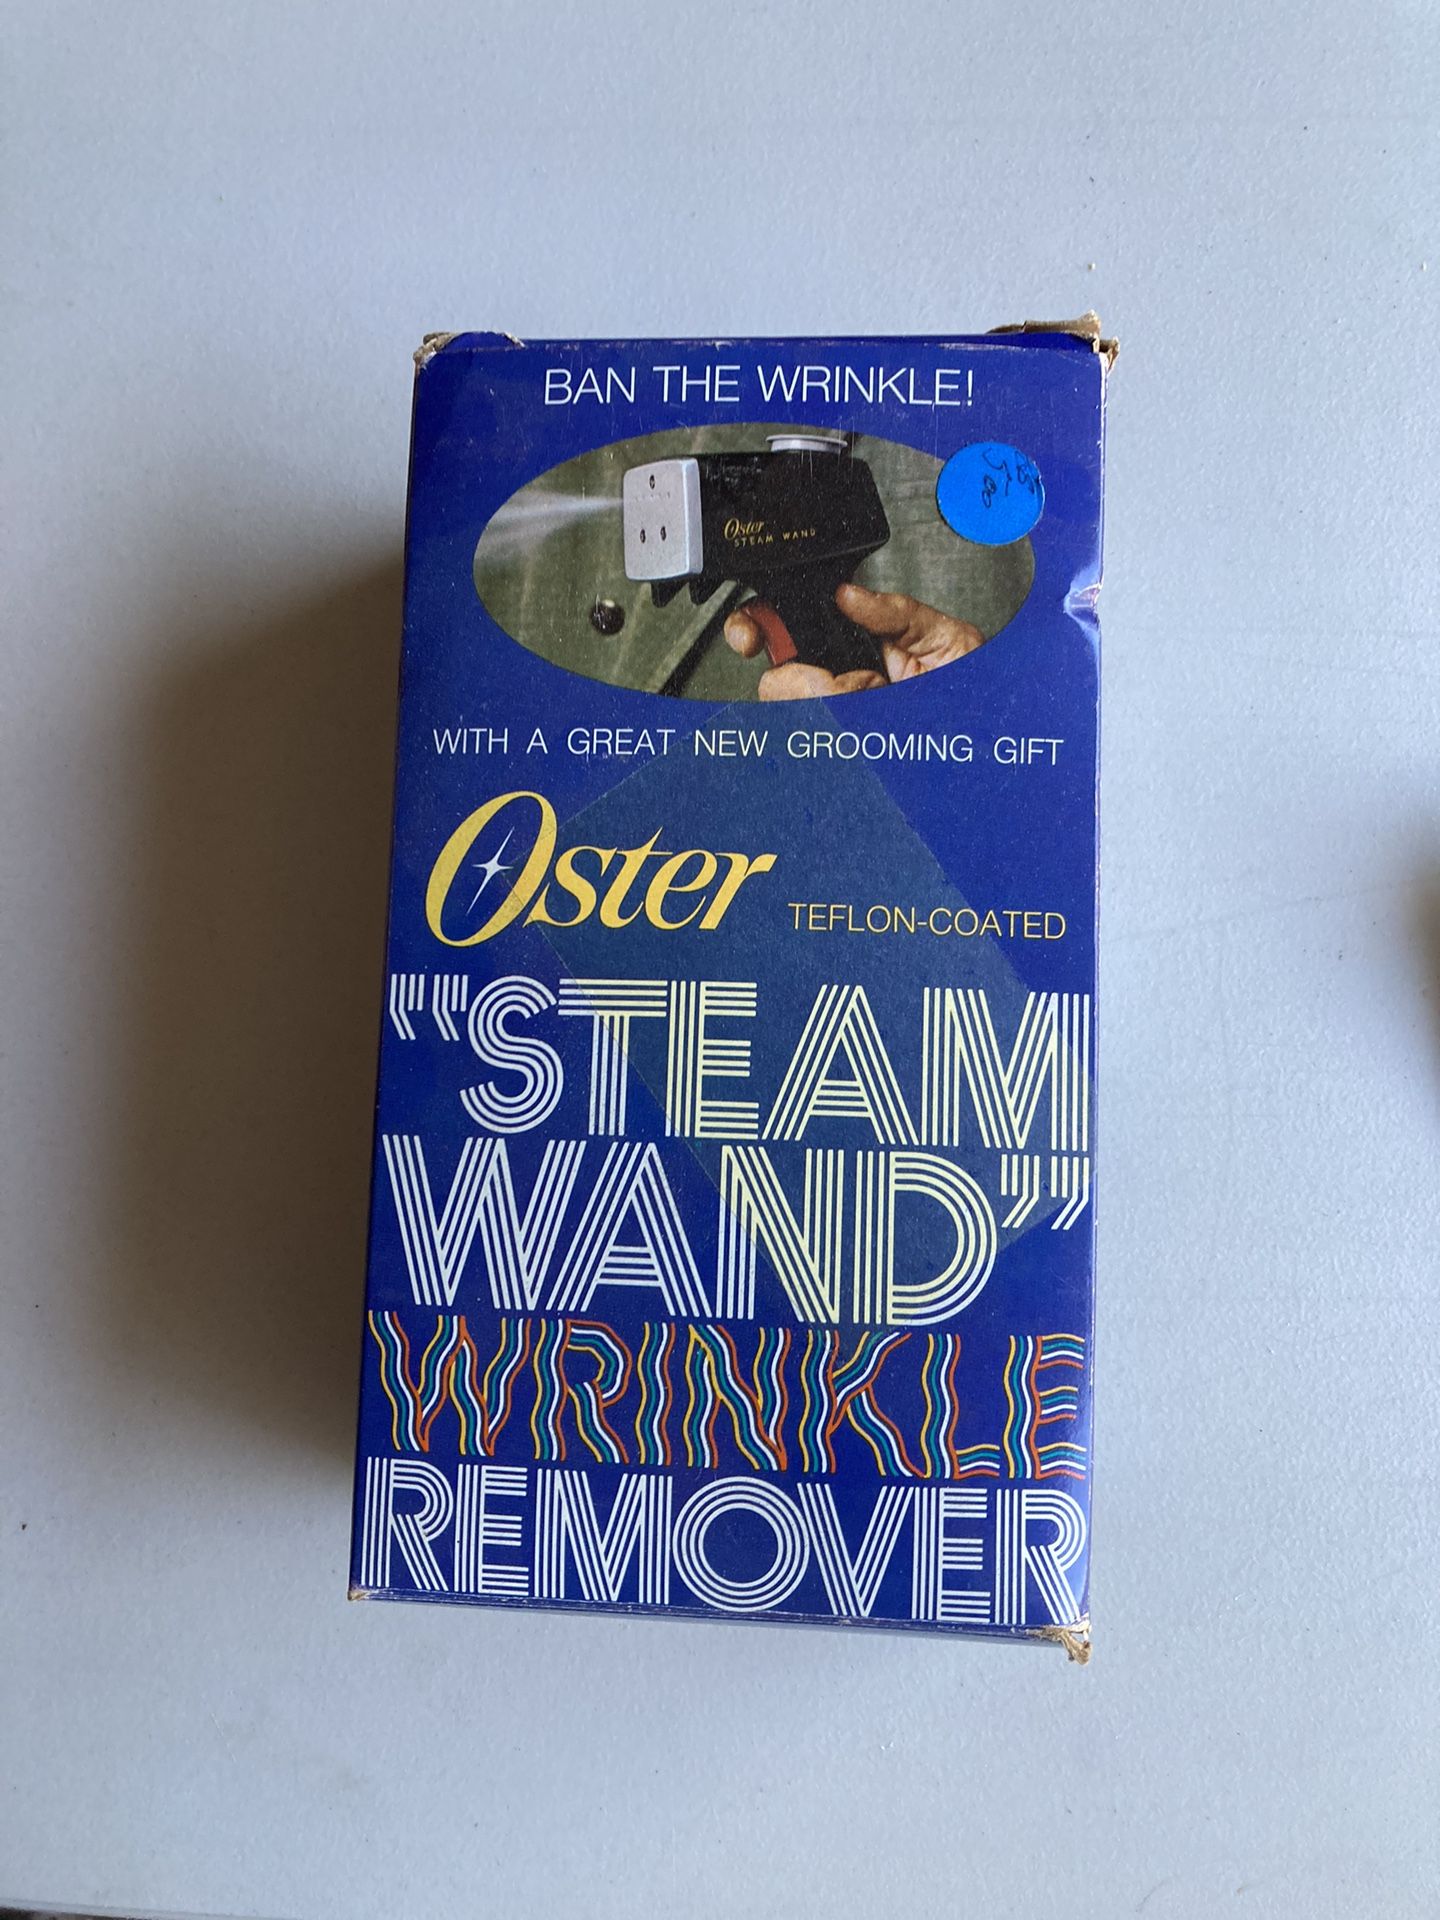 BAN THE WRINKLE!
Oster
STEAM WAND
WITH A GREAT NEW GROOMING GIFT
Oster TEFLON-COATED
"STEAM
WAND"
WRINKLE
REMOVER